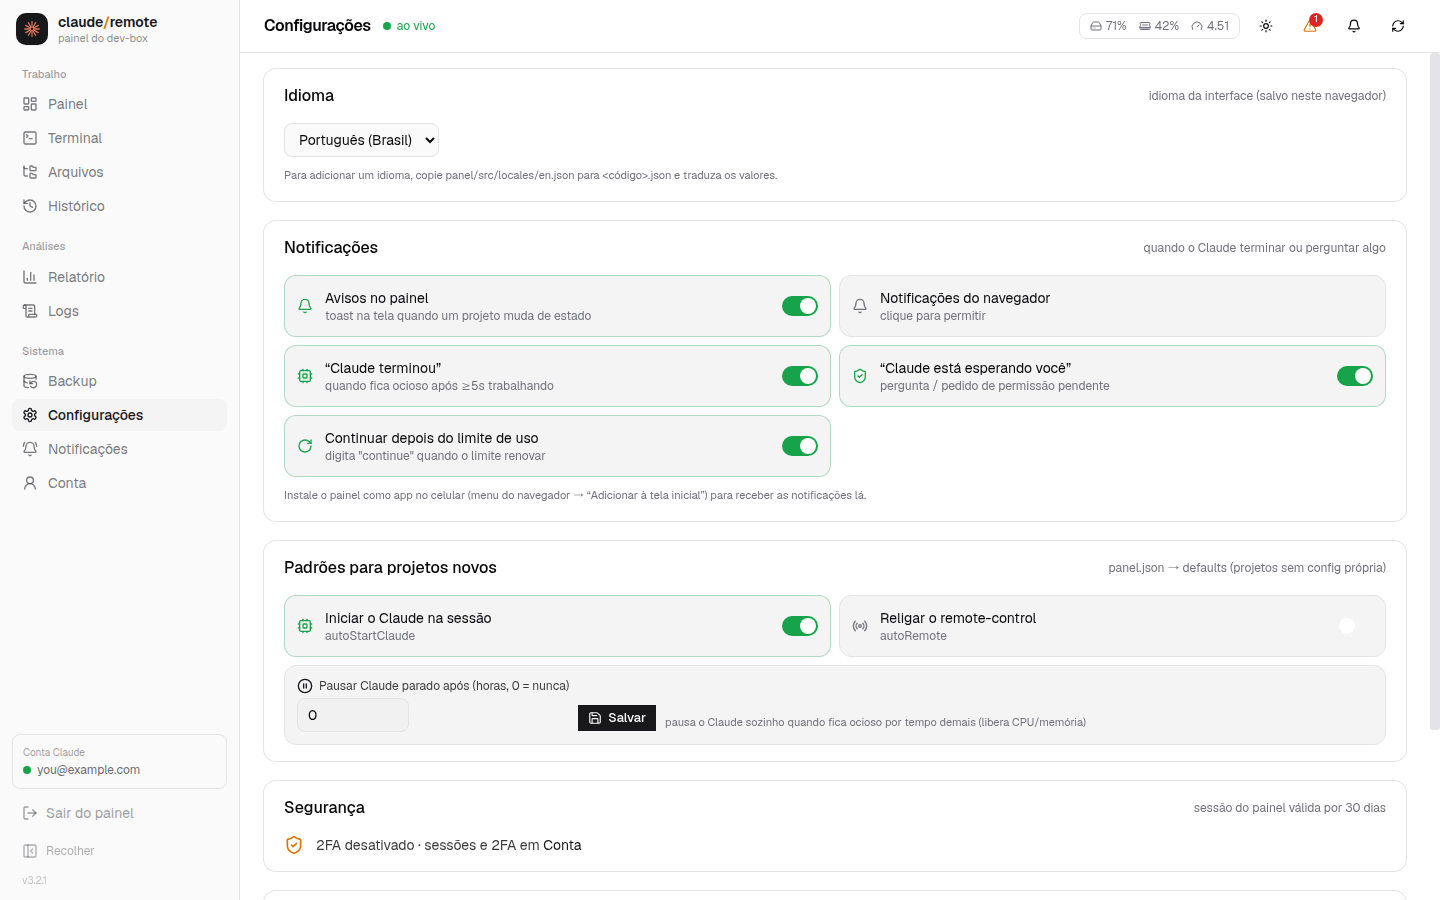 claude/remote
painel do dev-box
Trabalho
Painel
Terminal
Arquivos
Histórico
Análises
Relatório
Logs
Sistema
Backup
Configurações
Notificações
Conta
Conta Claude
you@example.com
Sair do painel
Recolher
v3.2.1
Configurações
ao vivo
71%
42%
4.51
1
Idioma
idioma da interface (salvo neste navegador)
Português (Brasil)
Para adicionar um idioma, copie panel/src/locales/en.json para <código>.json e traduza os valores.
Notificações
quando o Claude terminar ou perguntar algo
Avisos no painel
toast na tela quando um projeto muda de estado
Notificações do navegador
clique para permitir
“Claude terminou”
quando fica ocioso após ≥5s trabalhando
“Claude está esperando você”
pergunta / pedido de permissão pendente
Continuar depois do limite de uso
digita "continue" quando o limite renovar
Instale o painel como app no celular (menu do navegador → “Adicionar à tela inicial”) para receber as notificações lá.
Padrões para projetos novos
panel.json → defaults (projetos sem config própria)
Iniciar o Claude na sessão
autoStartClaude
Religar o remote-control
autoRemote
Pausar Claude parado após (horas, 0 = nunca)
0
Salvar
pausa o Claude sozinho quando fica ocioso por tempo demais (libera CPU/memória)
Segurança
sessão do painel válida por 30 dias
2FA desativado · sessões e 2FA em Conta